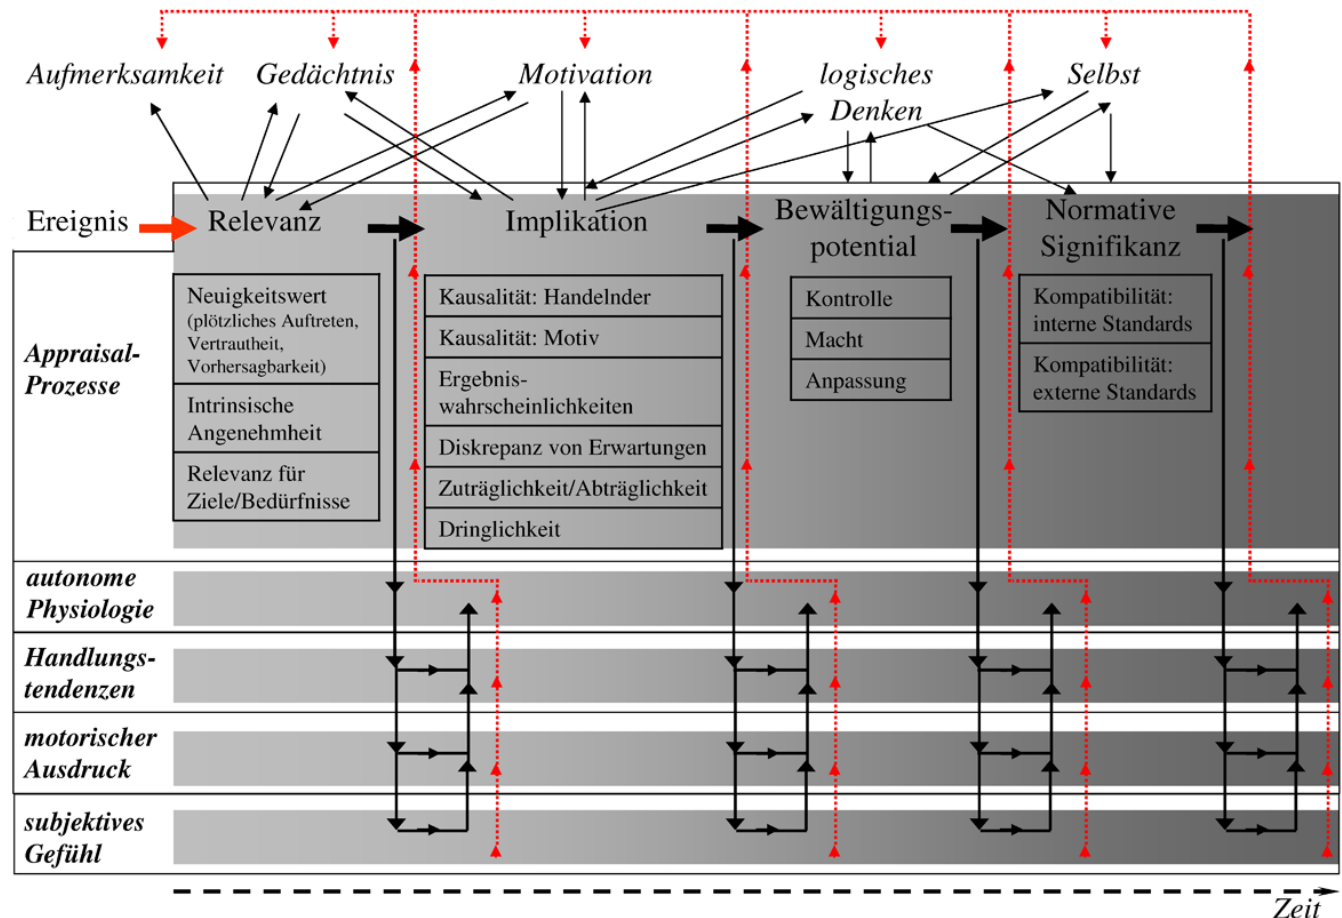 Aufmerksamkeit
Gedächtnis
Motivation
logisches
Denken
Selbst
Ereignis
Relevanz
Implikation
Bewältigungs-
potential
Normative
Signifikanz
Appraisal-
Prozesse
Neuigkeitswert
(plötzliches Auftreten,
Vertrautheit,
Vorhersagbarkeit)
Intrinsische
Angenehmheit
Relevanz für
Ziele/Bedürfnisse
Kausalität: Handelnder
Kausalität: Motiv
Ergebnis-
wahrscheinlichkeiten
Diskrepanz von Erwartungen
Zuträglichkeit/Abträglichkeit
Dringlichkeit
Kontrolle
Macht
Anpassung
Kompatibilität:
interne Standards
Kompatibilität:
externe Standards
autonome
Physiologie
Handlungs-
tendenzen
motorischer
Ausdruck
subjektives
Gefühl
Zeit